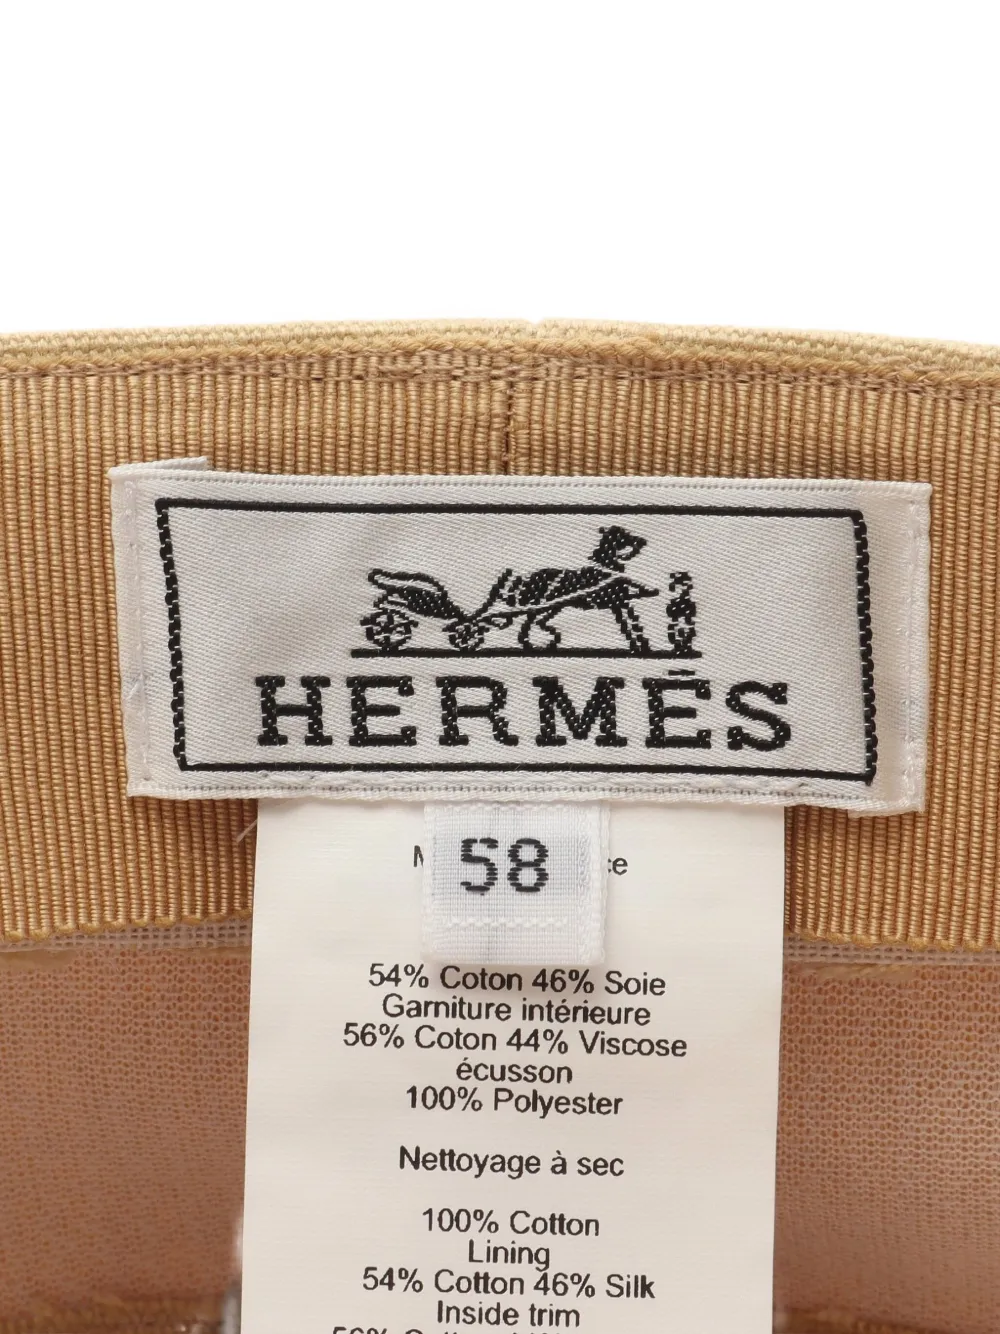 HERMÈS
58
54% Coton 46% Soie
Garniture intérieure
56% Coton 44% Viscose
écusson
100% Polyester
Nettoyage à sec
100% Cotton
Lining
54% Cotton 46% Silk
Inside trim